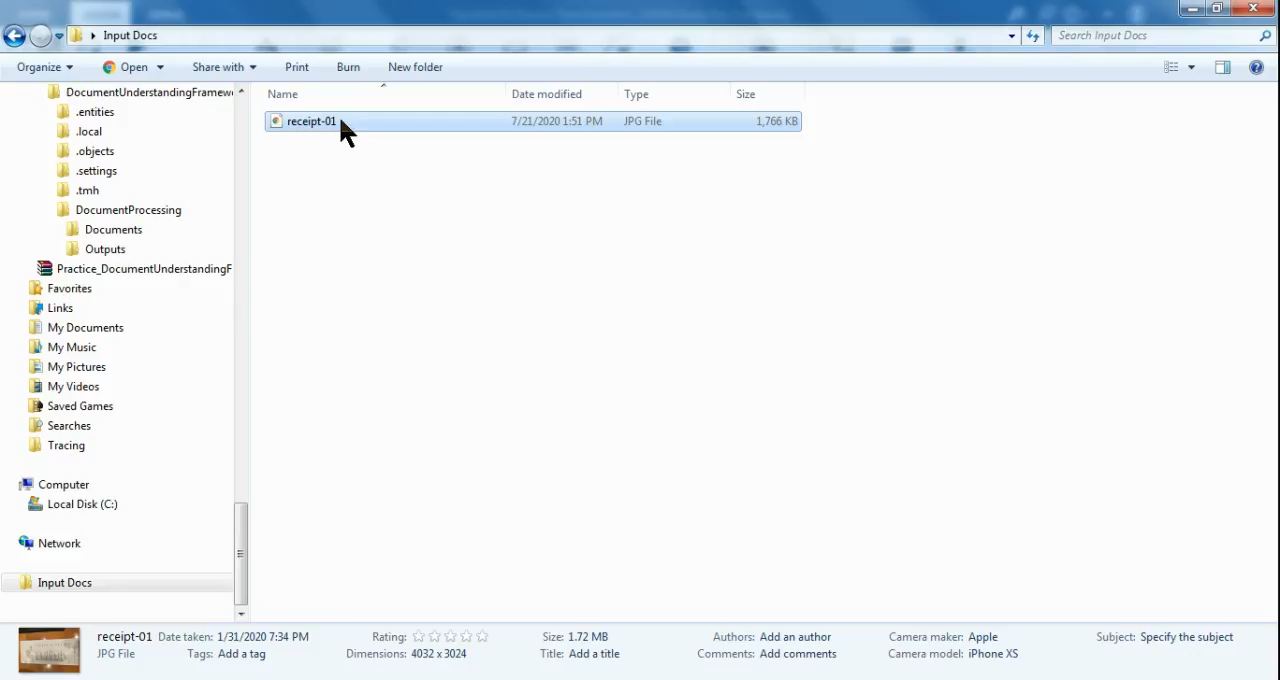 Input Docs
Search Input Docs
Organize Open Share with Print Burn New folder
Name Date modified Type Size
receipt-01 7/21/2020 1:51 PM JPG File 1,766 KB
DocumentUnderstandingFramew
.entities
.local
.objects
.settings
.tmh
DocumentProcessing
Documents
Outputs
Practice_DocumentUnderstandingF
Favorites
Links
My Documents
My Music
My Pictures
My Videos
Saved Games
Searches
Tracing
Computer
Local Disk (C:)
Network
Input Docs
receipt-01 Date taken: 1/31/2020 7:34 PM Rating: Size: 1.72 MB Authors: Add an author Camera maker: Apple Subject: Specify the subject
JPG File Tags: Add a tag Dimensions: 4032 x 3024 Title: Add a title Comments: Add comments Camera model: iPhone XS